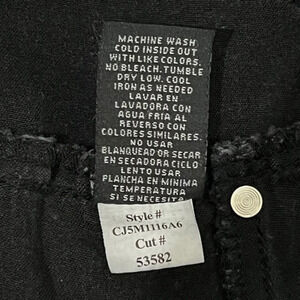 MACHINE WASH
COLD INSIDE OUT
WITH LIKE COLORS.
NO BLEACH. TUMBLE
DRY LOW. COOL
IRON AS NEEDED
LAVAR EN
LAVADORA CON
AGUA FRIA AL
REVERSO CON
COLORES SIMILARES.
NO USAR
BLANQUEAD OR SECAR
EN SECADORA CICLO
LENTO USAR
PLANCHA EN MINIMA
TEMPERATURA
SI SE NECESITA
Style #
CJ5M1116A6
Cut #
53582